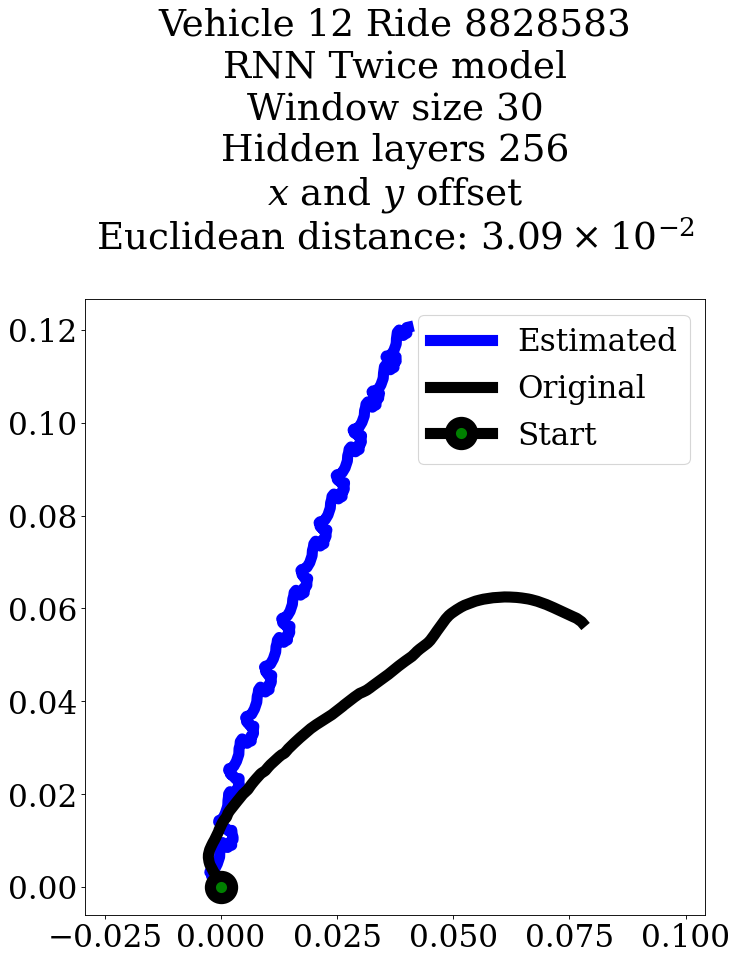 Vehicle 12 Ride 8828583
RNN Twice model
Window size 30
Hidden layers 256
x and y offset
Euclidean distance: 3.09 × 10⁻²
Estimated
Original
Start
0.12
0.10
0.08
0.06
0.04
0.02
0.00
−0.025 0.000 0.025 0.050 0.075 0.100